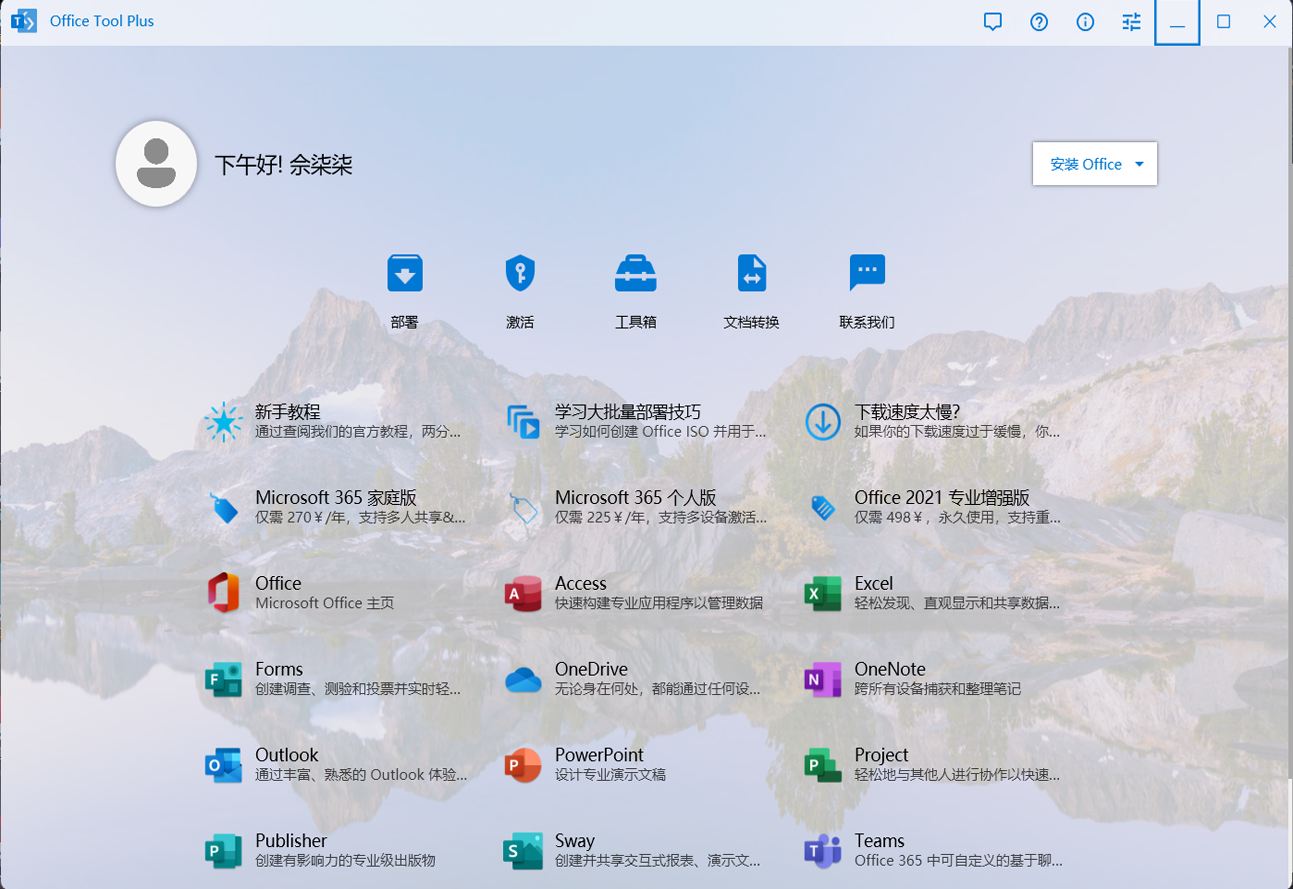 Office Tool Plus
下午好! 佘柒柒
安装 Office
部署
激活
工具箱
文档转换
联系我们
新手教程
通过查阅我们的官方教程，两分...
学习大批量部署技巧
学习如何创建 Office ISO 并用于...
下载速度太慢？
如果你的下载速度过于缓慢，你...
Microsoft 365 家庭版
仅需 270￥/年，支持多人共享&...
Microsoft 365 个人版
仅需 225￥/年，支持多设备激活...
Office 2021 专业增强版
仅需 498￥，永久使用，支持重...
Office
Microsoft Office 主页
Access
快速构建专业应用程序以管理数据
Excel
轻松发现、直观显示和共享数据...
Forms
创建调查、测验和投票并实时轻...
OneDrive
无论身在何处，都能通过任何设...
OneNote
跨所有设备捕获和整理笔记
Outlook
通过丰富、熟悉的 Outlook 体验...
PowerPoint
设计专业演示文稿
Project
轻松地与其他人进行协作以快速...
Publisher
创建有影响力的专业级出版物
Sway
创建并共享交互式报表、演示文...
Teams
Office 365 中可自定义的基于聊...